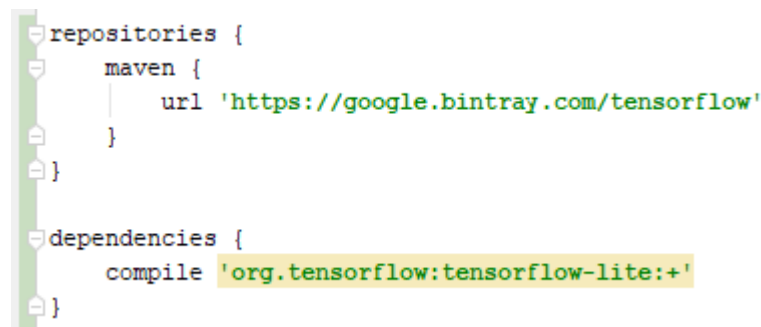 repositories {
    maven {
        url 'https://google.bintray.com/tensorflow'
    }
}

dependencies {
    compile 'org.tensorflow:tensorflow-lite:+'
}